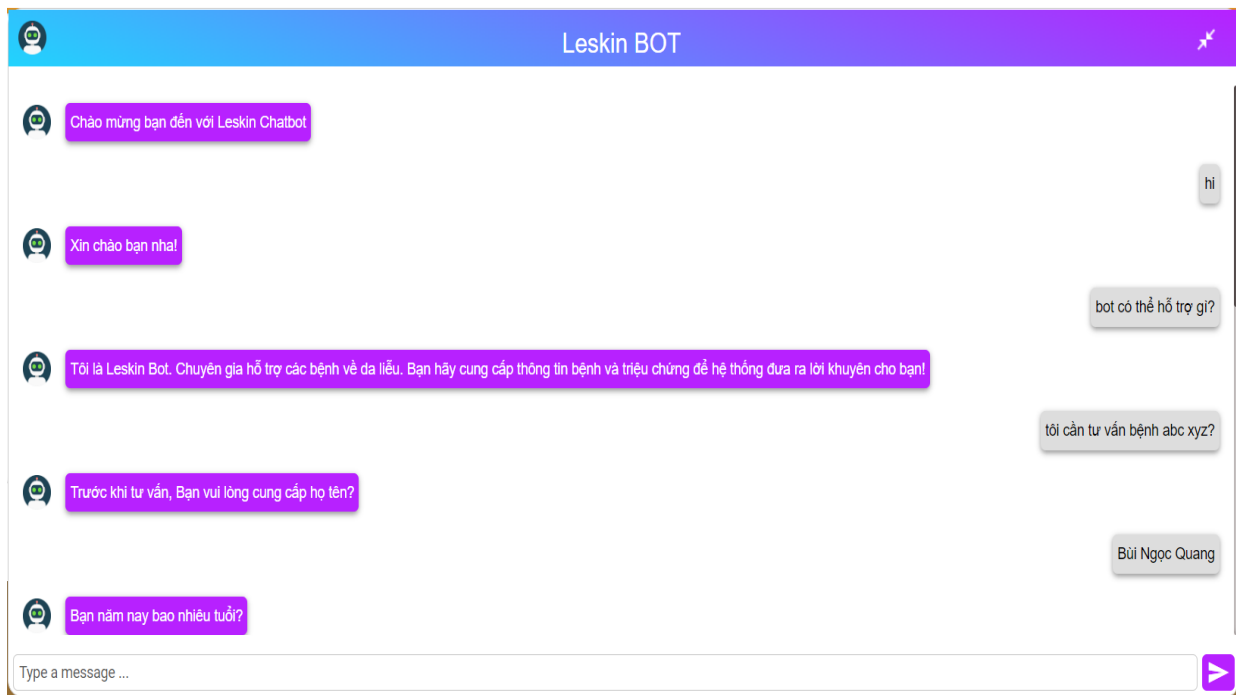 Leskin BOT
Chào mừng bạn đến với Leskin Chatbot
hi
Xin chào bạn nha!
bot có thể hỗ trợ gì?
Tôi là Leskin Bot. Chuyên gia hỗ trợ các bệnh về da liễu. Bạn hãy cung cấp thông tin bệnh và triệu chứng để hệ thống đưa ra lời khuyên cho bạn!
tôi cần tư vấn bệnh abc xyz?
Trước khi tư vấn, Bạn vui lòng cung cấp họ tên?
Bùi Ngọc Quang
Bạn năm nay bao nhiêu tuổi?
Type a message ...